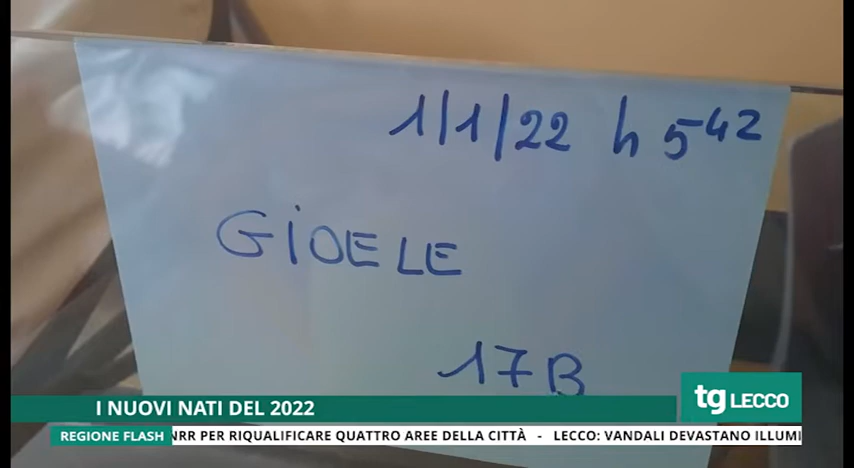 1/1/22 h 5 42
GIOELE
17B
I NUOVI NATI DEL 2022
tg LECCO
REGIONE FLASH NRR PER RIQUALIFICARE QUATTRO AREE DELLA CITTÀ - LECCO: VANDALI DEVASTANO ILLUMI